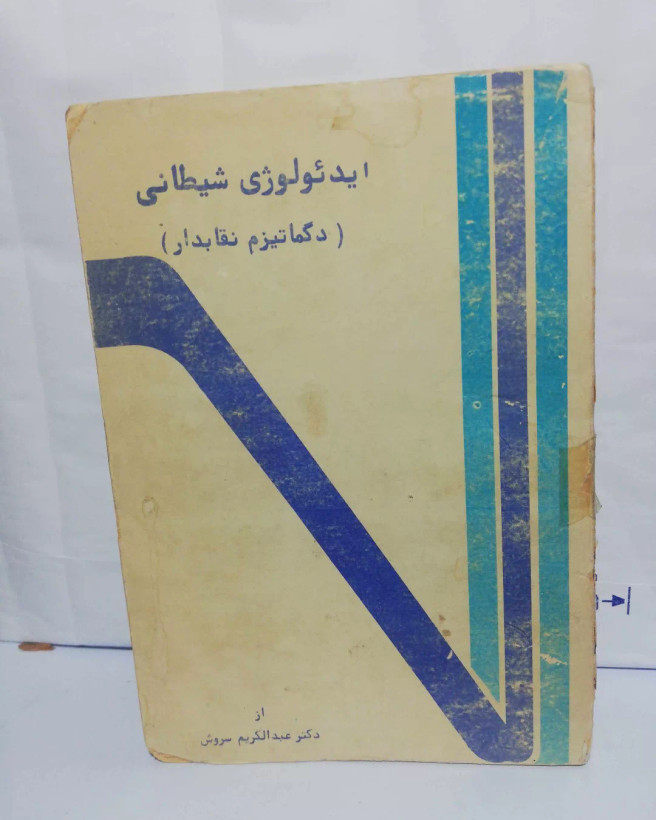 ایدئولوژی شیطانی
( دگماتیزم نقابدار )
از
دکتر عبدالکریم سروش